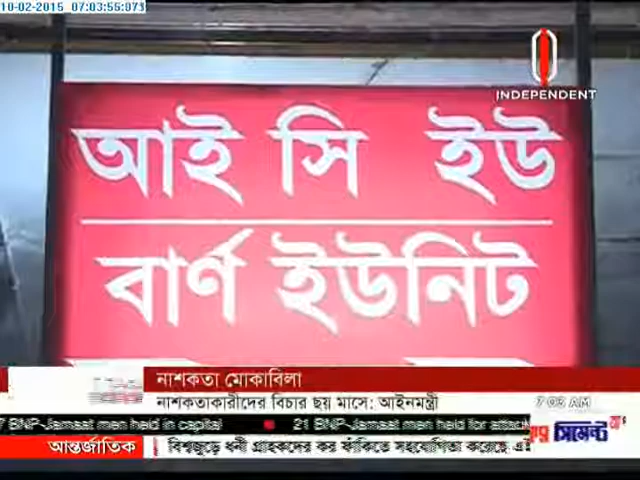 10-02-2015 07:03:55:073
INDEPENDENT
আই সি ইউ
বার্ণ ইউনিট
নাশকতা মোকাবিলা
নাশকতাকারীদের বিচার ছয় মাসে: আইনমন্ত্রী
7:03 AM
7 BNP-Jamaat men held in capital 21 BNP-Jamaat men held for attack
সিমেন্ট
আন্তর্জাতিক বিশ্বজুড়ে ধনী গ্রাহকদের কর ফাঁকিতে সহযোগিতা করেছে